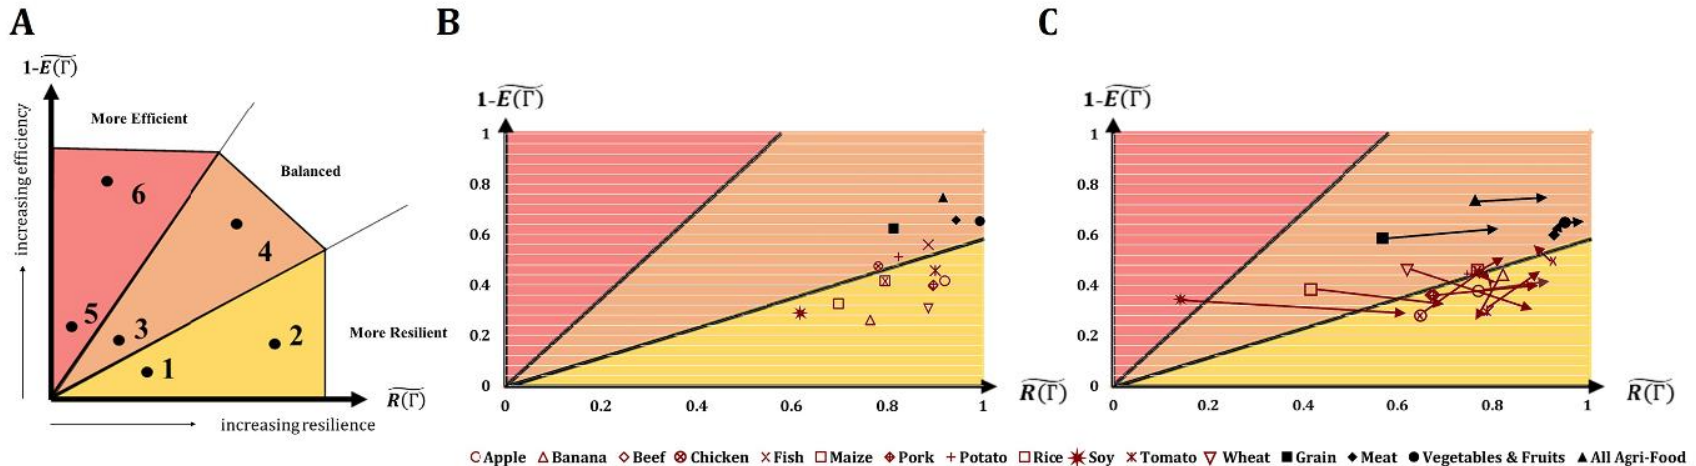 A
B
C
1-E(Γ)
increasing efficiency
More Efficient
Balanced
More Resilient
6
5
4
3
2
1
R(Γ)
increasing resilience
1-E(Γ)
1
0.8
0.6
0.4
0.2
0
0 0.2 0.4 0.6 0.8 1
R(Γ)
1-E(Γ)
1
0.8
0.6
0.4
0.2
0
0 0.2 0.4 0.6 0.8 1
R(Γ)
Apple Banana Beef Chicken Fish Maize Pork Potato Rice Soy Tomato Wheat Grain Meat Vegetables & Fruits All Agri-Food